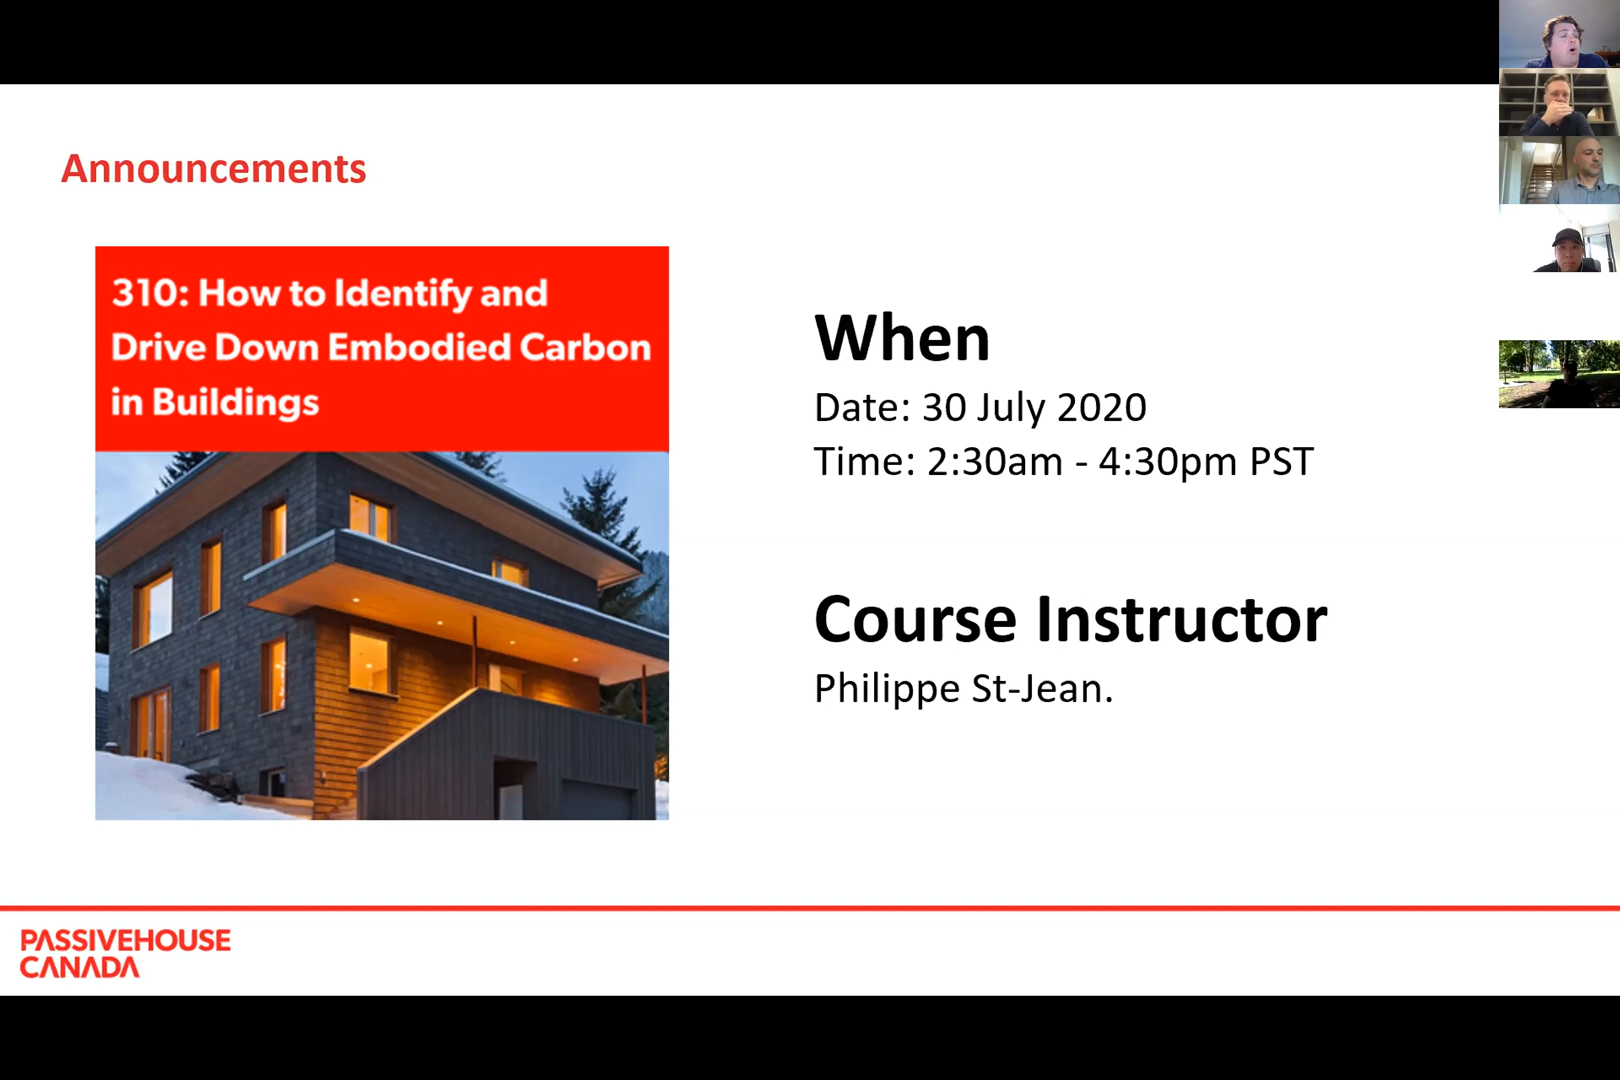 Announcements
310: How to Identify and
Drive Down Embodied Carbon
in Buildings
When
Date: 30 July 2020
Time: 2:30am - 4:30pm PST
Course Instructor
Philippe St-Jean.
PASSIVEHOUSE
CANADA